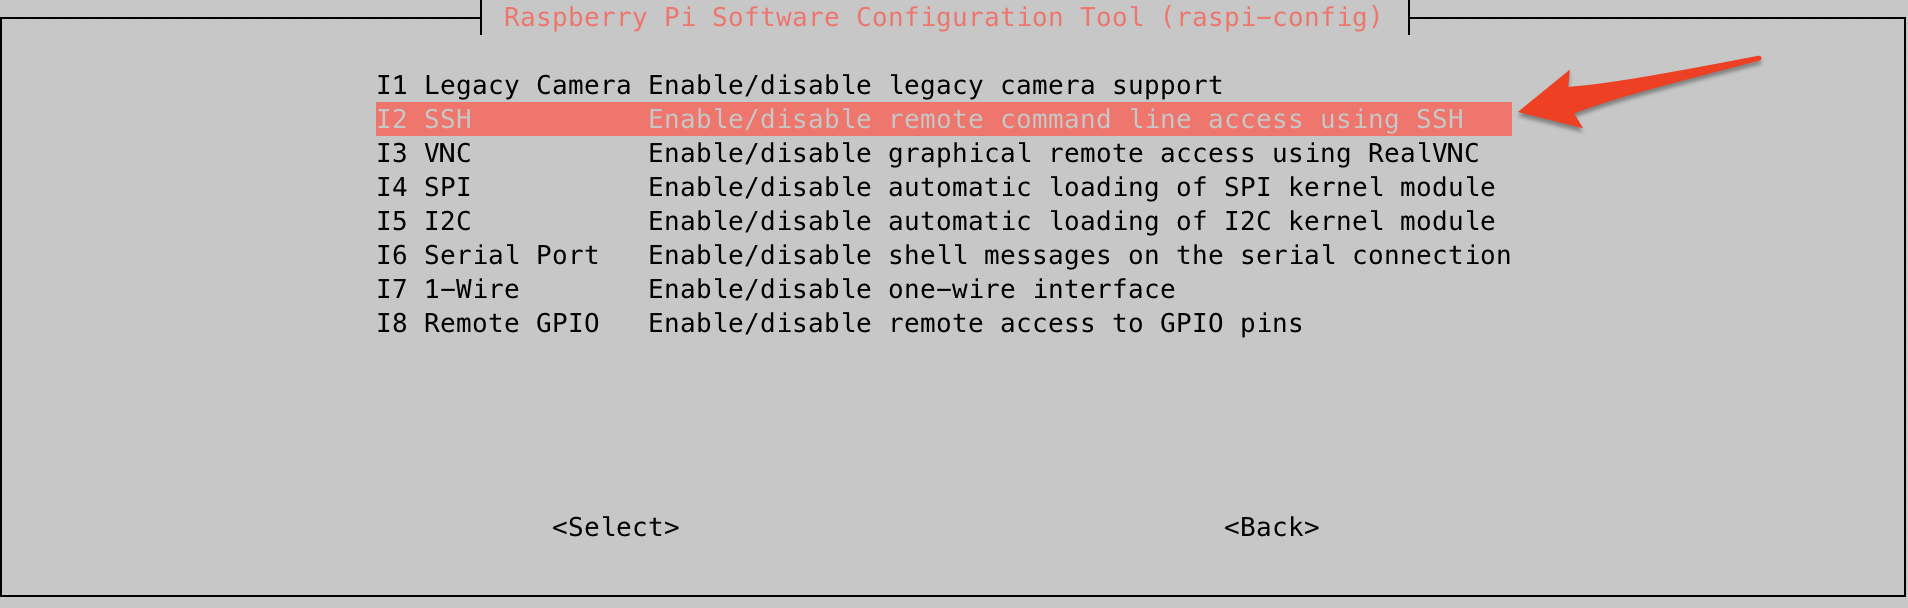 Raspberry Pi Software Configuration Tool (raspi-config)
I1 Legacy Camera Enable/disable legacy camera support
I2 SSH Enable/disable remote command line access using SSH
I3 VNC Enable/disable graphical remote access using RealVNC
I4 SPI Enable/disable automatic loading of SPI kernel module
I5 I2C Enable/disable automatic loading of I2C kernel module
I6 Serial Port Enable/disable shell messages on the serial connection
I7 1-Wire Enable/disable one-wire interface
I8 Remote GPIO Enable/disable remote access to GPIO pins
<Select> <Back>